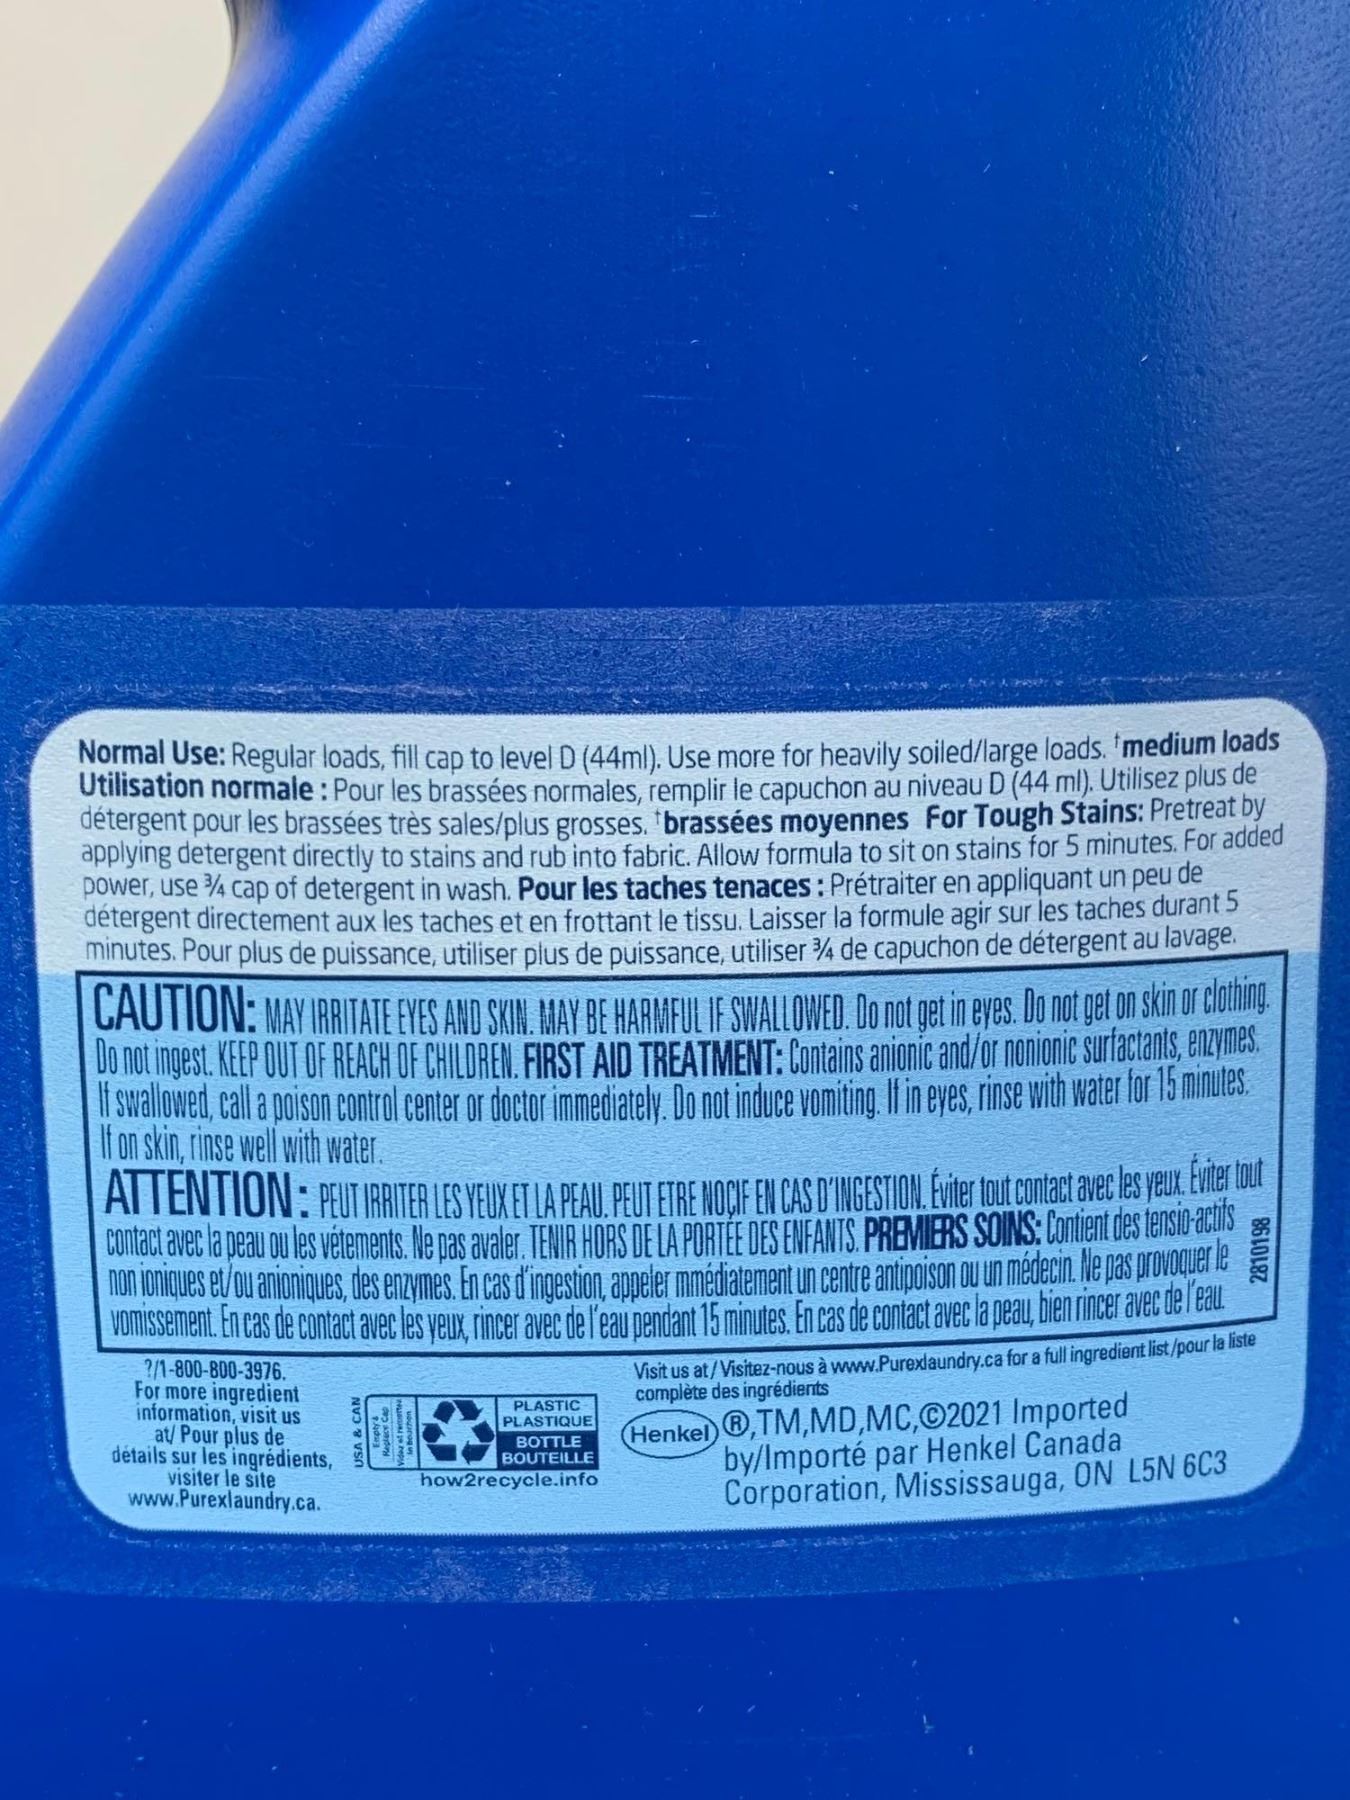 Normal Use: Regular loads, fill cap to level D (44ml). Use more for heavily soiled/large loads. †medium loads
Utilisation normale : Pour les brassées normales, remplir le capuchon au niveau D (44 ml). Utilisez plus de
détergent pour les brassées très sales/plus grosses. †brassées moyennes For Tough Stains: Pretreat by
applying detergent directly to stains and rub into fabric. Allow formula to sit on stains for 5 minutes. For added
power, use ¾ cap of detergent in wash. Pour les taches tenaces : Prétraiter en appliquant un peu de
détergent directement aux les taches et en frottant le tissu. Laisser la formule agir sur les taches durant 5
minutes. Pour plus de puissance, utiliser plus de puissance, utiliser ¾ de capuchon de détergent au lavage.
CAUTION: MAY IRRITATE EYES AND SKIN. MAY BE HARMFUL IF SWALLOWED. Do not get in eyes. Do not get on skin or clothing.
Do not ingest. KEEP OUT OF REACH OF CHILDREN. FIRST AID TREATMENT: Contains anionic and/or nonionic surfactants, enzymes.
If swallowed, call a poison control center or doctor immediately. Do not induce vomiting. If in eyes, rinse with water for 15 minutes.
If on skin, rinse well with water.
ATTENTION : PEUT IRRITER LES YEUX ET LA PEAU. PEUT ETRE NOÇIF EN CAS D'INGESTION. Éviter tout contact avec les yeux. Éviter tout
contact avec la peau ou les vétements. Ne pas avaler. TENIR HORS DE LA PORTÉE DES ENFANTS. PREMIERS SOINS: Contient des tensio-actifs
non ioniques et/ou anioniques, des enzymes. En cas d'ingestion, appeler mmédiatement un centre antipoison ou un médecin. Ne pas provoquer le
vomissement. En cas de contact avec les yeux, rincer avec de l'eau pendant 15 minutes. En cas de contact avec la peau, bien rincer avec de l'eau.
2810198
?/1-800-800-3976.
For more ingredient
information, visit us
at/ Pour plus de
détails sur les ingrédients,
visiter le site
www.Purexlaundry.ca.
USA & CAN
Empty &
Replace Cap
Videz et remettez
le bouchon
PLASTIC
PLASTIQUE
BOTTLE
BOUTEILLE
how2recycle.info
Visit us at/Visitez-nous à www.Purexlaundry.ca for a full ingredient list/pour la liste
complète des ingrédients
Henkel ®,TM,MD,MC,©2021 Imported
by/Importé par Henkel Canada
Corporation, Mississauga, ON L5N 6C3